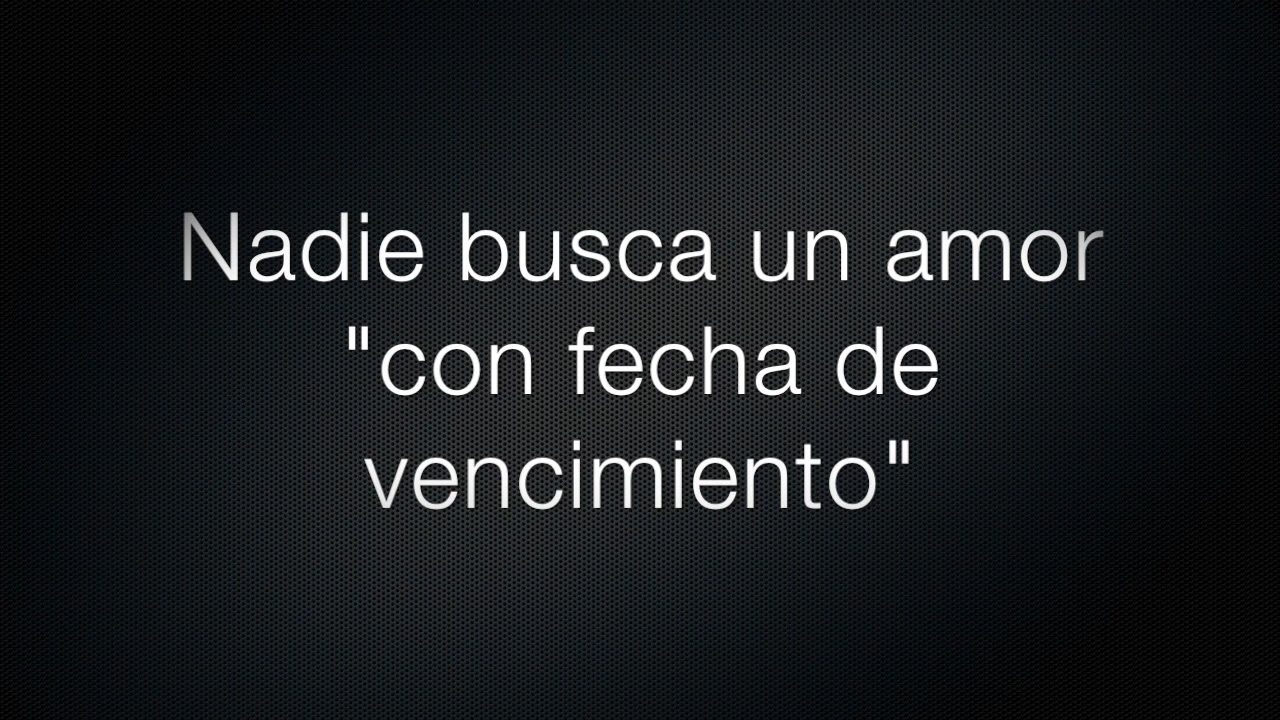 Nadie busca un amor
"con fecha de
vencimiento"